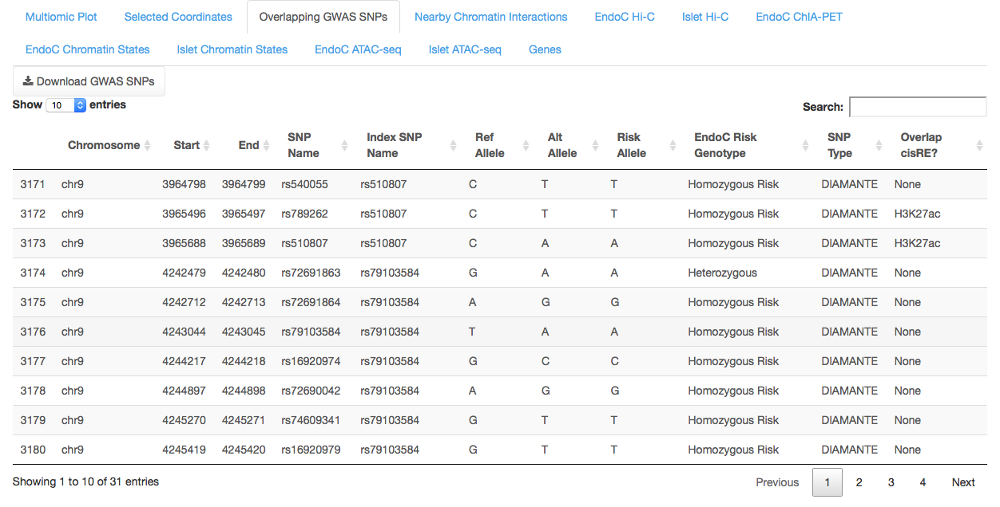 Multiomic Plot Selected Coordinates Overlapping GWAS SNPs Nearby Chromatin Interactions EndoC Hi-C Islet Hi-C EndoC ChIA-PET
EndoC Chromatin States Islet Chromatin States EndoC ATAC-seq Islet ATAC-seq Genes
Download GWAS SNPs
Show 10 entries Search:
Chromosome Start End SNP Name Index SNP Name Ref Allele Alt Allele Risk Allele EndoC Risk Genotype SNP Type Overlap cisRE?
3171 chr9 3964798 3964799 rs540055 rs510807 C T T Homozygous Risk DIAMANTE None
3172 chr9 3965496 3965497 rs789262 rs510807 C T T Homozygous Risk DIAMANTE H3K27ac
3173 chr9 3965688 3965689 rs510807 rs510807 C A A Homozygous Risk DIAMANTE H3K27ac
3174 chr9 4242479 4242480 rs72691863 rs79103584 G A A Heterozygous DIAMANTE None
3175 chr9 4242712 4242713 rs72691864 rs79103584 A G G Homozygous Risk DIAMANTE None
3176 chr9 4243044 4243045 rs79103584 rs79103584 T A A Homozygous Risk DIAMANTE None
3177 chr9 4244217 4244218 rs16920974 rs79103584 G C C Homozygous Risk DIAMANTE None
3178 chr9 4244897 4244898 rs72690042 rs79103584 A G G Homozygous Risk DIAMANTE None
3179 chr9 4245270 4245271 rs74609341 rs79103584 G T T Homozygous Risk DIAMANTE None
3180 chr9 4245419 4245420 rs16920979 rs79103584 G T T Homozygous Risk DIAMANTE None
Showing 1 to 10 of 31 entries Previous 1 2 3 4 Next